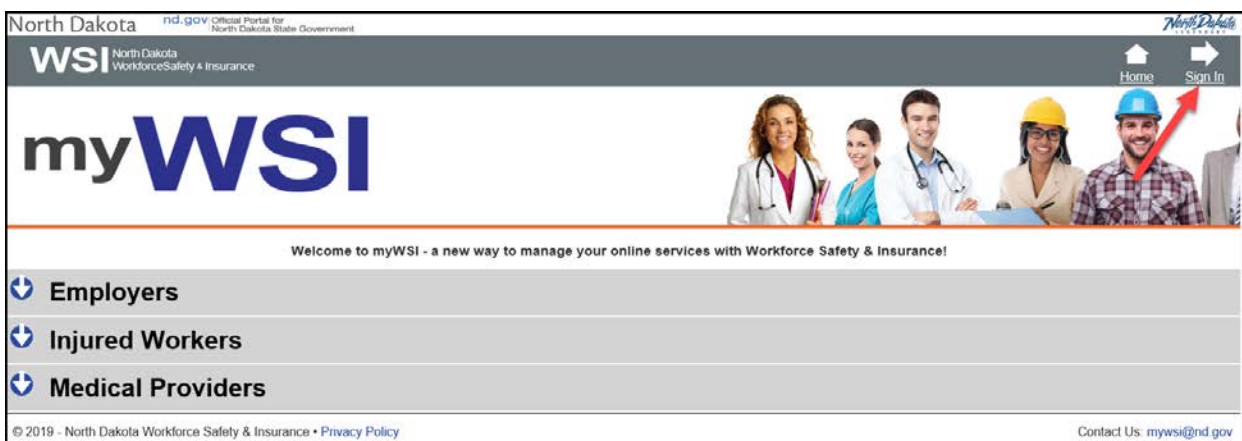 North Dakota nd.gov Official Portal for
North Dakota State Government
North Dakota
LEGENDARY
WSI North Dakota
WorkforceSafety & Insurance
Home Sign In
myWSI
Welcome to myWSI - a new way to manage your online services with Workforce Safety & Insurance!
Employers
Injured Workers
Medical Providers
© 2019 - North Dakota Workforce Safety & Insurance • Privacy Policy
Contact Us: mywsi@nd.gov